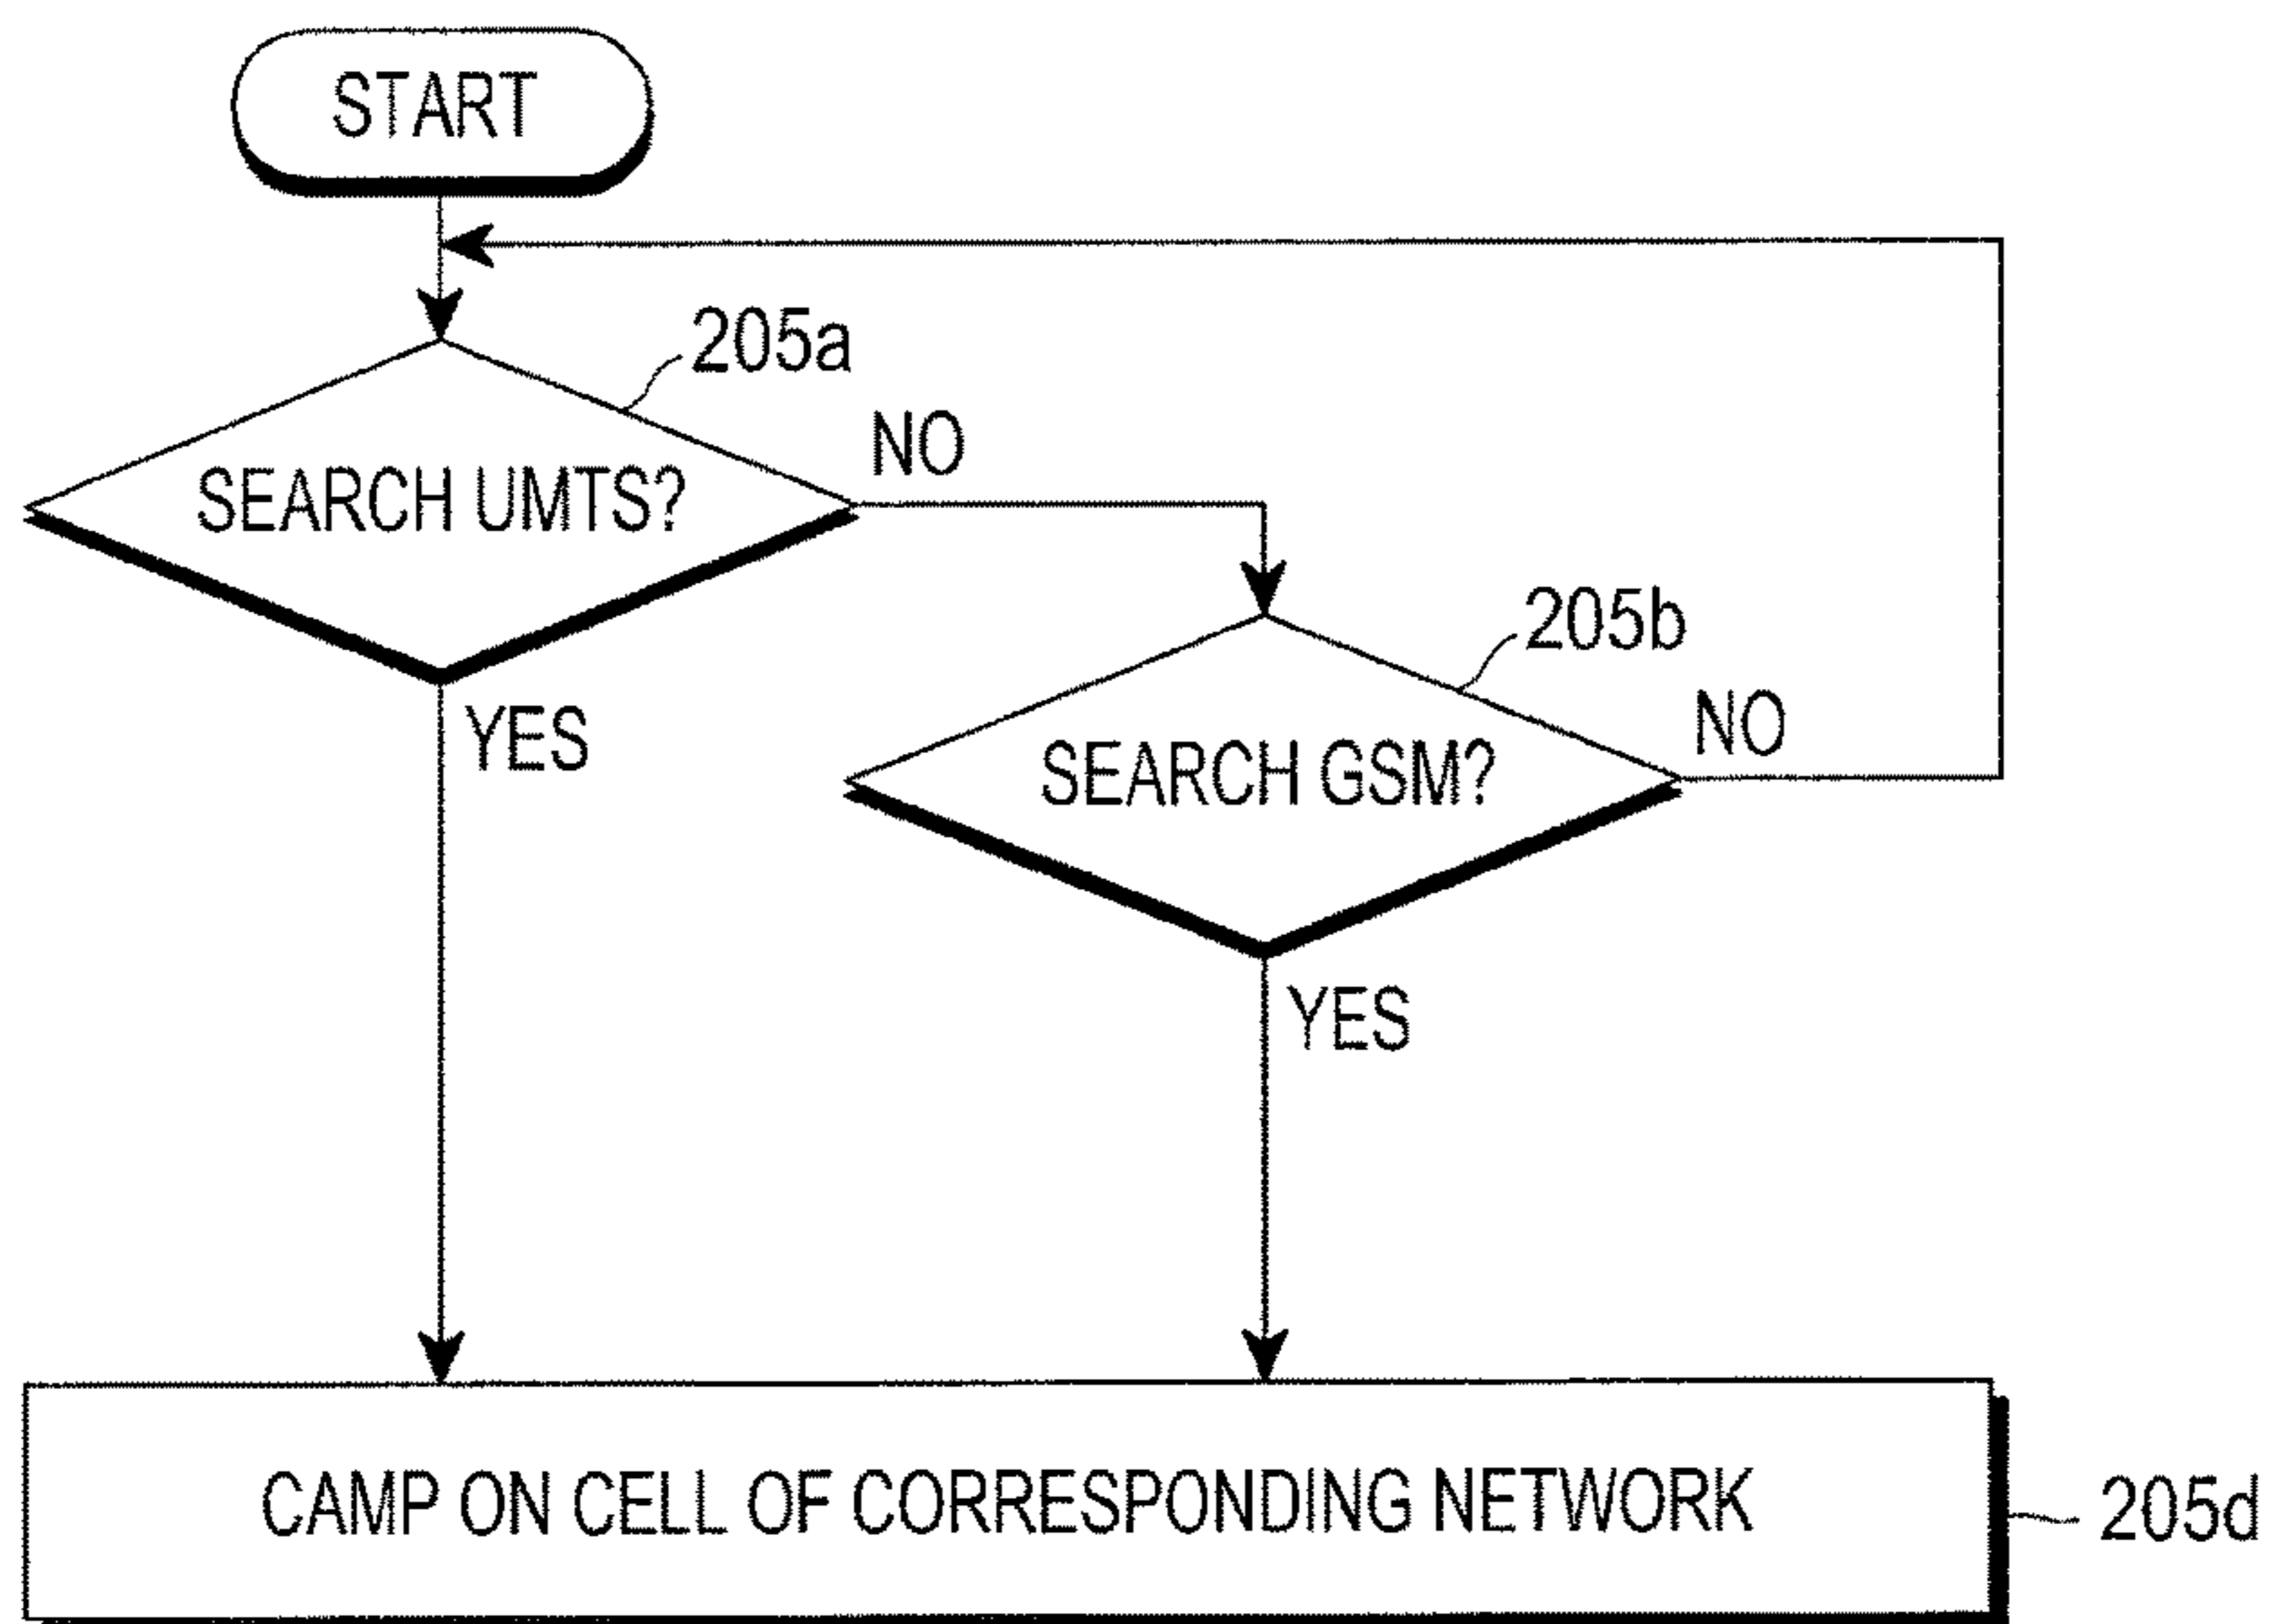 START
205a
NO
SEARCH UMTS?
YES
205b
NO
SEARCH GSM?
YES
CAMP ON CELL OF CORRESPONDING NETWORK
205d